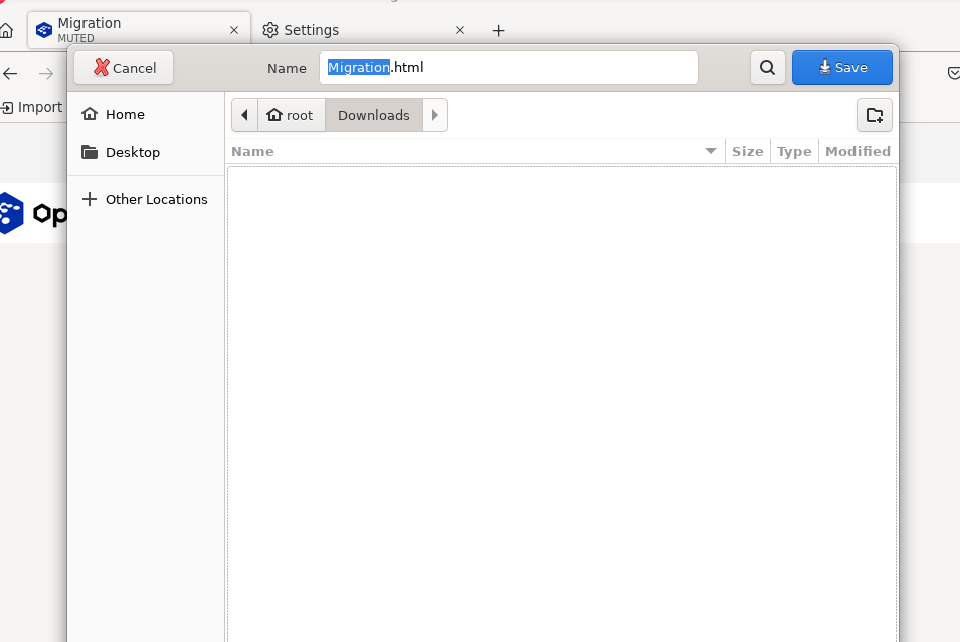 Migration
MUTED
Settings
Import
Cancel
Name
Migration.html
Save
Home
Desktop
Other Locations
root
Downloads
Name
Size
Type
Modified
Op